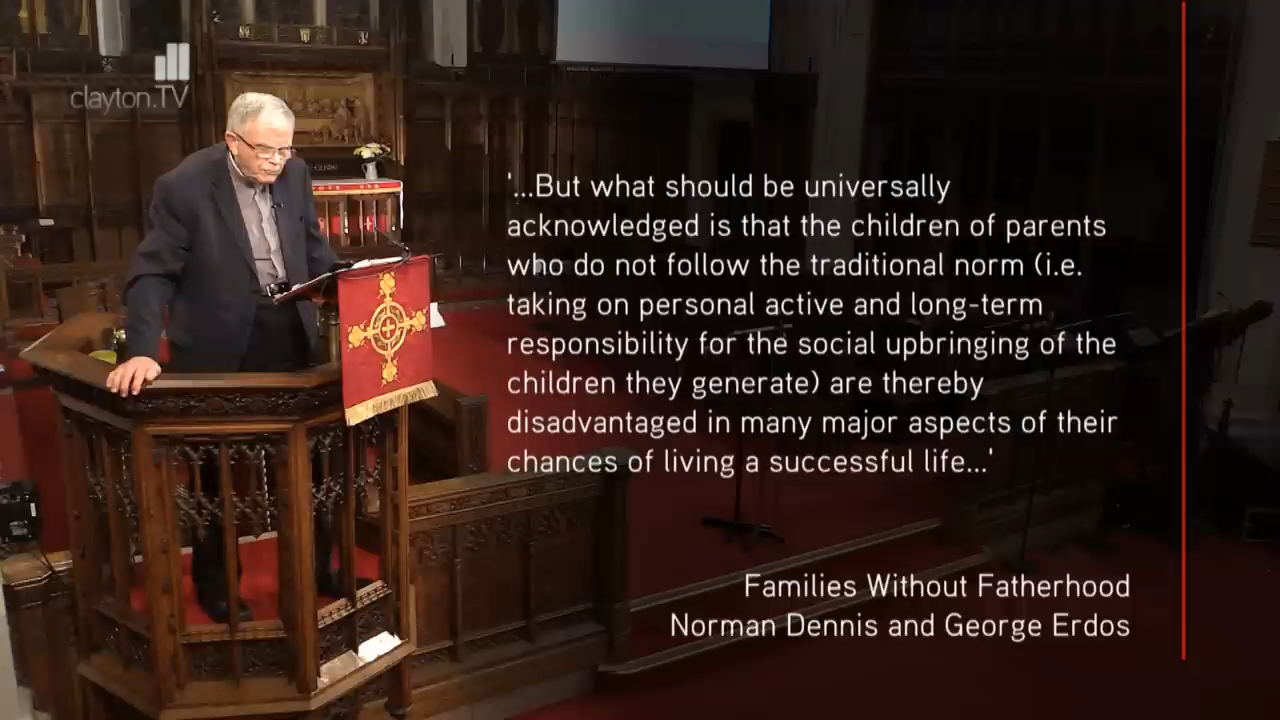 clayton.TV
'...But what should be universally
acknowledged is that the children of parents
who do not follow the traditional norm (i.e.
taking on personal active and long-term
responsibility for the social upbringing of the
children they generate) are thereby
disadvantaged in many major aspects of their
chances of living a successful life...'
Families Without Fatherhood
Norman Dennis and George Erdos